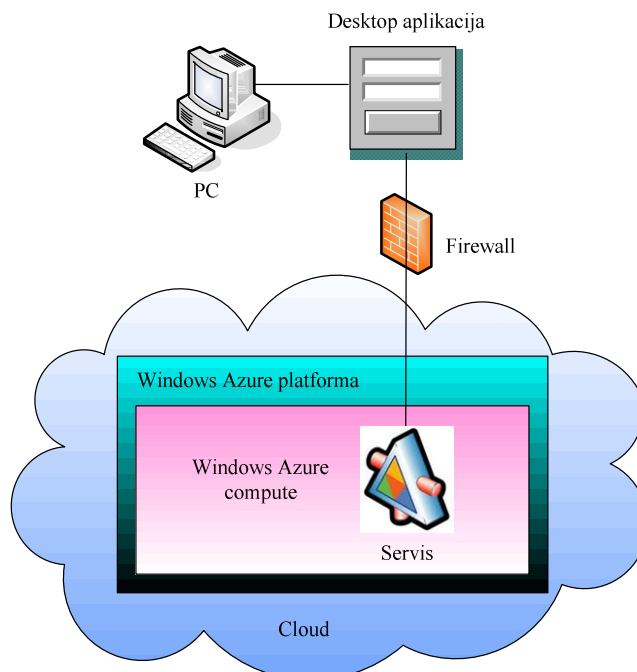 Desktop aplikacija
PC
Firewall
Windows Azure platforma
Windows Azure
compute
Servis
Cloud